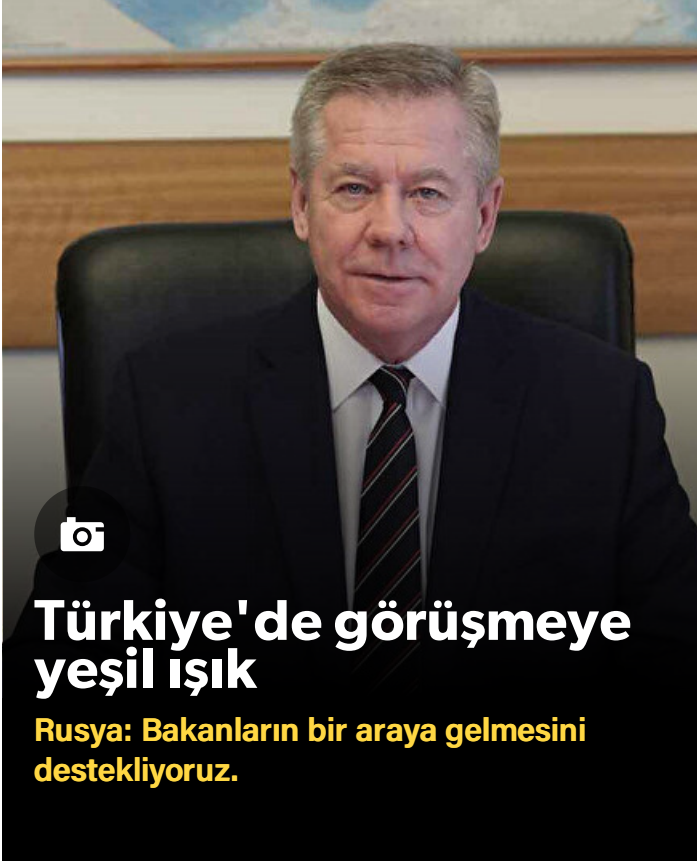 Türkiye'de görüşmeye
yeşil ışık
Rusya: Bakanların bir araya gelmesini
destekliyoruz.